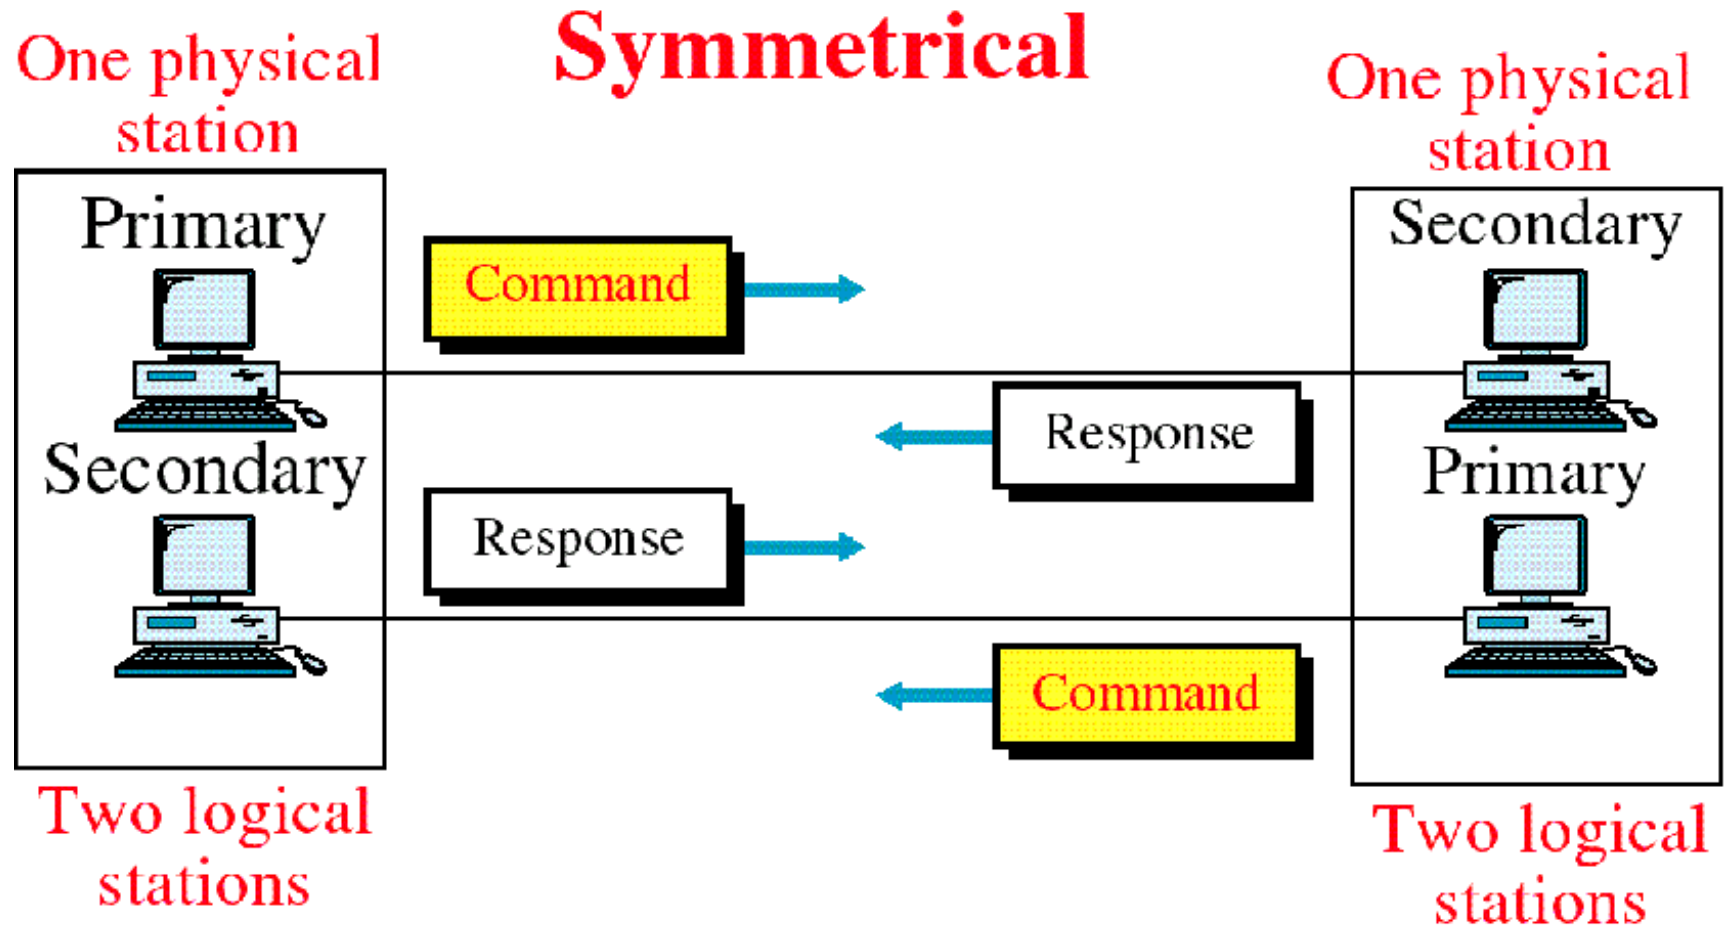 Symmetrical
One physical
station
Primary
Command
Secondary
Response
Two logical
stations
One physical
station
Secondary
Response
Primary
Command
Two logical
stations